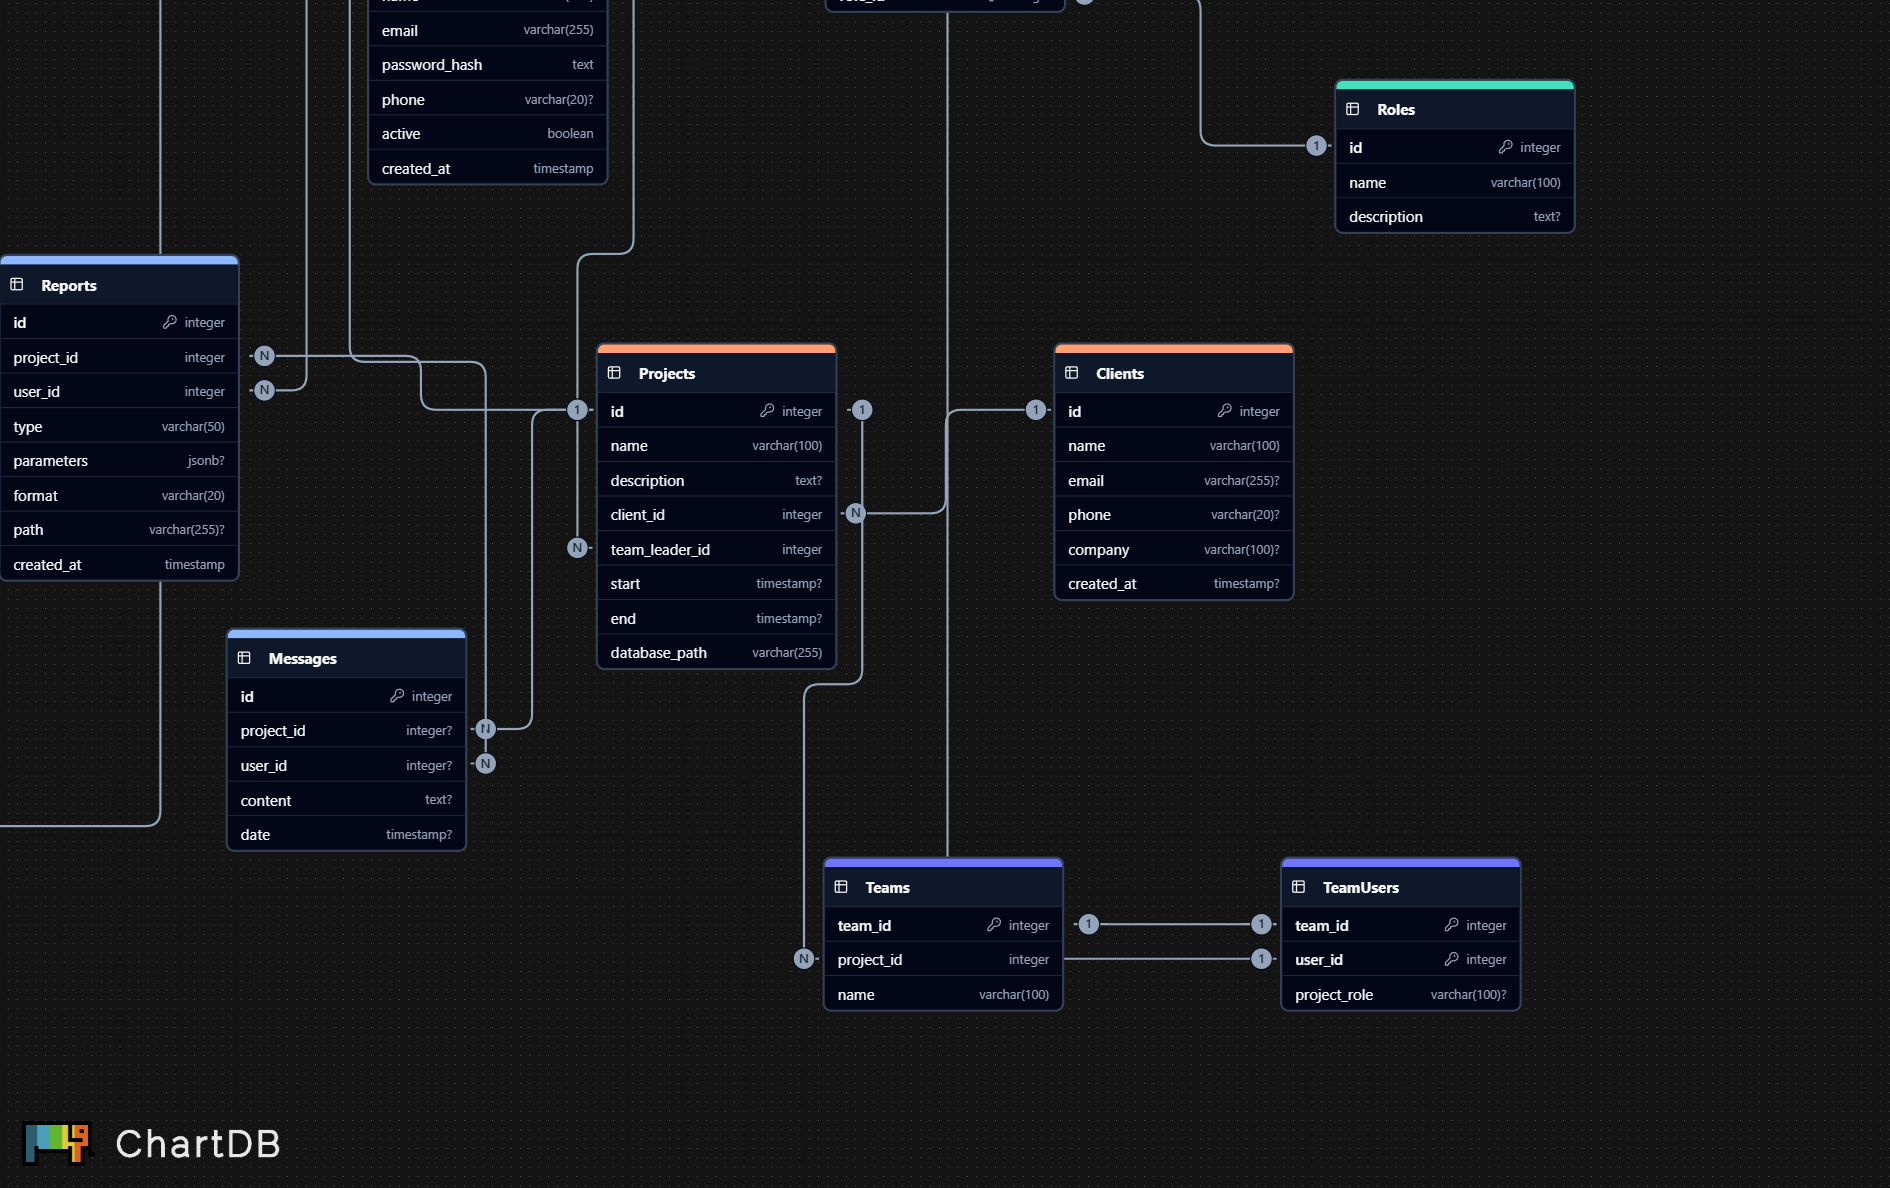 email varchar(255)
password_hash text
phone varchar(20)?
active boolean
created_at timestamp
Roles
id integer
name varchar(100)
description text?
Reports
id integer
project_id integer
user_id integer
type varchar(50)
parameters jsonb?
format varchar(20)
path varchar(255)?
created_at timestamp
N
N
Projects
id integer
name varchar(100)
description text?
client_id integer
team_leader_id integer
start timestamp?
end timestamp?
database_path varchar(255)
1
N
1
N
Clients
id integer
name varchar(100)
email varchar(255)?
phone varchar(20)?
company varchar(100)?
created_at timestamp?
1
1
Messages
id integer
project_id integer?
user_id integer?
content text?
date timestamp?
N
N
Teams
team_id integer
project_id integer
name varchar(100)
N
1
TeamUsers
team_id integer
user_id integer
project_role varchar(100)?
1
1
ChartDB